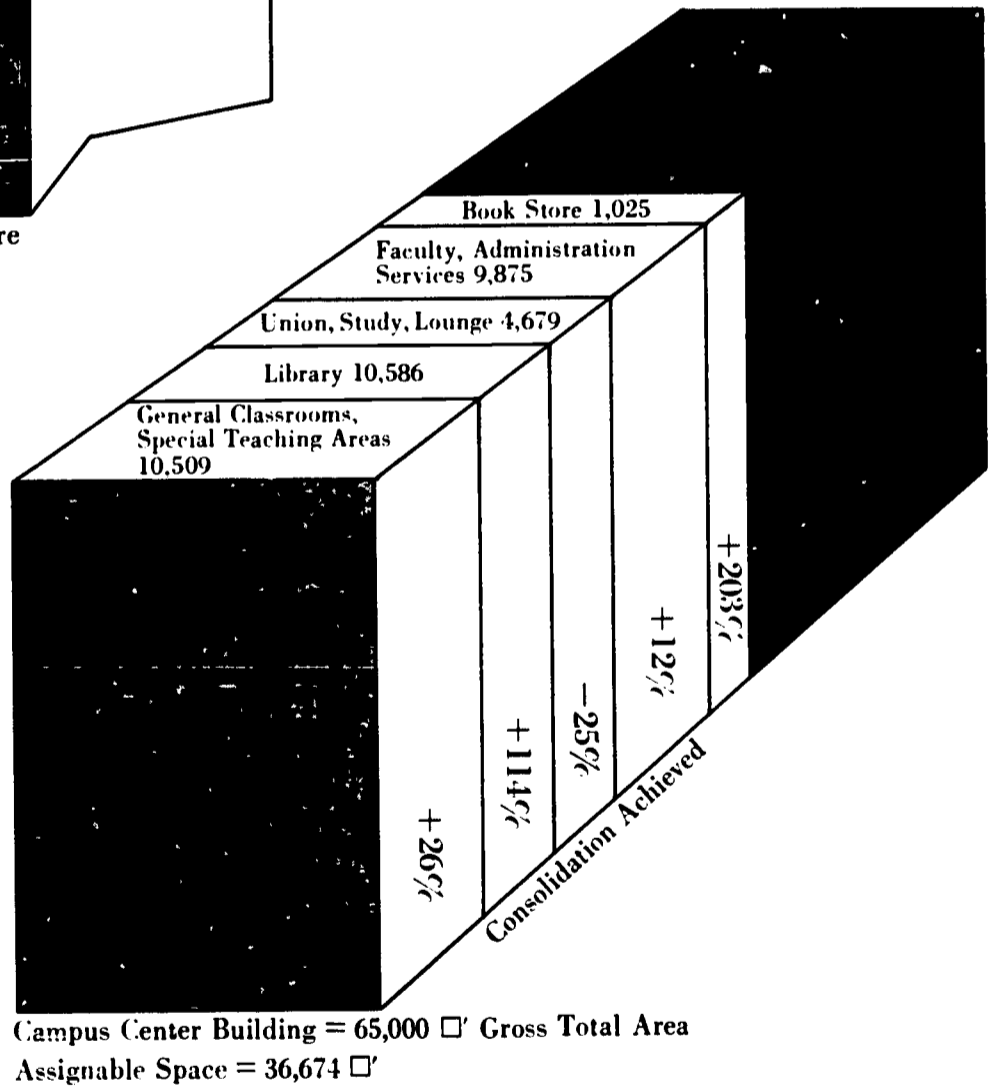 re
Book Store 1,025
Faculty, Administration
Services 9,875
Union, Study, Lounge 4,679
Library 10,586
General Classrooms,
Special Teaching Areas
10,509
+203%
+12%
−25%
+114%
+26%
Consolidation Achieved
Campus Center Building = 65,000 □′ Gross Total Area
Assignable Space = 36,674 □′